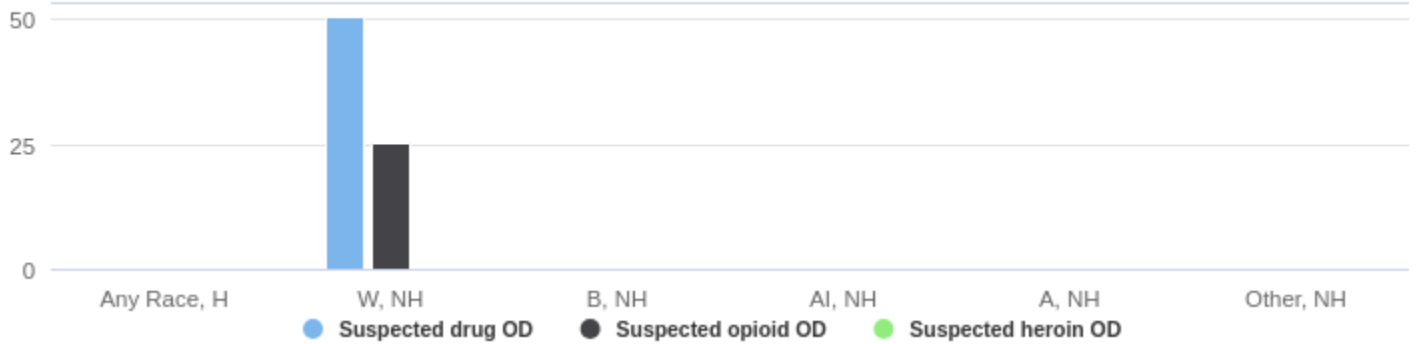 50
25
0
Any Race, H W, NH B, NH AI, NH A, NH Other, NH
Suspected drug OD Suspected opioid OD Suspected heroin OD